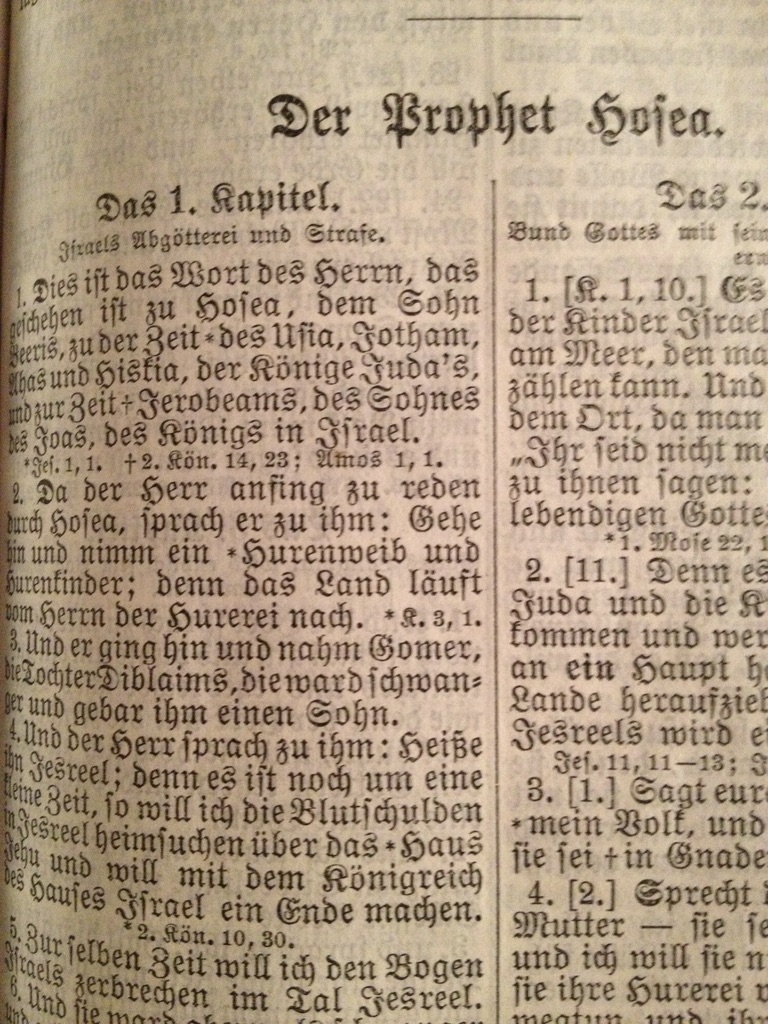 Der Prophet Hosea.
Das 1. Kapitel.
Israels Abgötterei und Strafe.
1. Dies ist das Wort des Herrn, das
geschehen ist zu Hosea, dem Sohn
Beeris, zu der Zeit *des Usia, Jotham,
Ahas und Hiskia, der Könige Juda's,
und zur Zeit †Jerobeams, des Sohnes
des Joas, des Königs in Israel.
*Jes. 1, 1. †2. Kön. 14, 23; Amos 1, 1.
2. Da der Herr anfing zu reden
durch Hosea, sprach er zu ihm: Gehe
hin und nimm ein *Hurenweib und
Hurenkinder; denn das Land läuft
vom Herrn der Hurerei nach. *K. 3, 1.
3. Und er ging hin und nahm Gomer,
die Tochter Diblaims, die ward schwan-
ger und gebar ihm einen Sohn.
4. Und der Herr sprach zu ihm: Heiße
ihn Jesreel; denn es ist noch um eine
kleine Zeit, so will ich die Blutschulden
in Jesreel heimsuchen über das *Haus
Jehu und will mit dem Königreich
des Hauses Israel ein Ende machen.
*2. Kön. 10, 30.
5. Zur selben Zeit will ich den Bogen
Israels zerbrechen im Tal Jesreel.
6. Und sie ward
Das 2.
Bund Gottes mit
1. [K. 1, 10.] Es
der Kinder Israel
am Meer, den
zählen kann. Und
dem Ort, da man
„Ihr seid nicht
zu ihnen sagen:
lebendigen
*1. Mose 22, 1
2. [11.] Denn es
Juda und die
kommen und
an ein Haupt
Lande
Jesreels wird
Jes. 11, 11—13;
3. [1.] Sagt
*mein Volk, und
sie sei †in
4. [2.] Sprecht
Mutter — sie
und ich will sie
sie ihre Hurerei